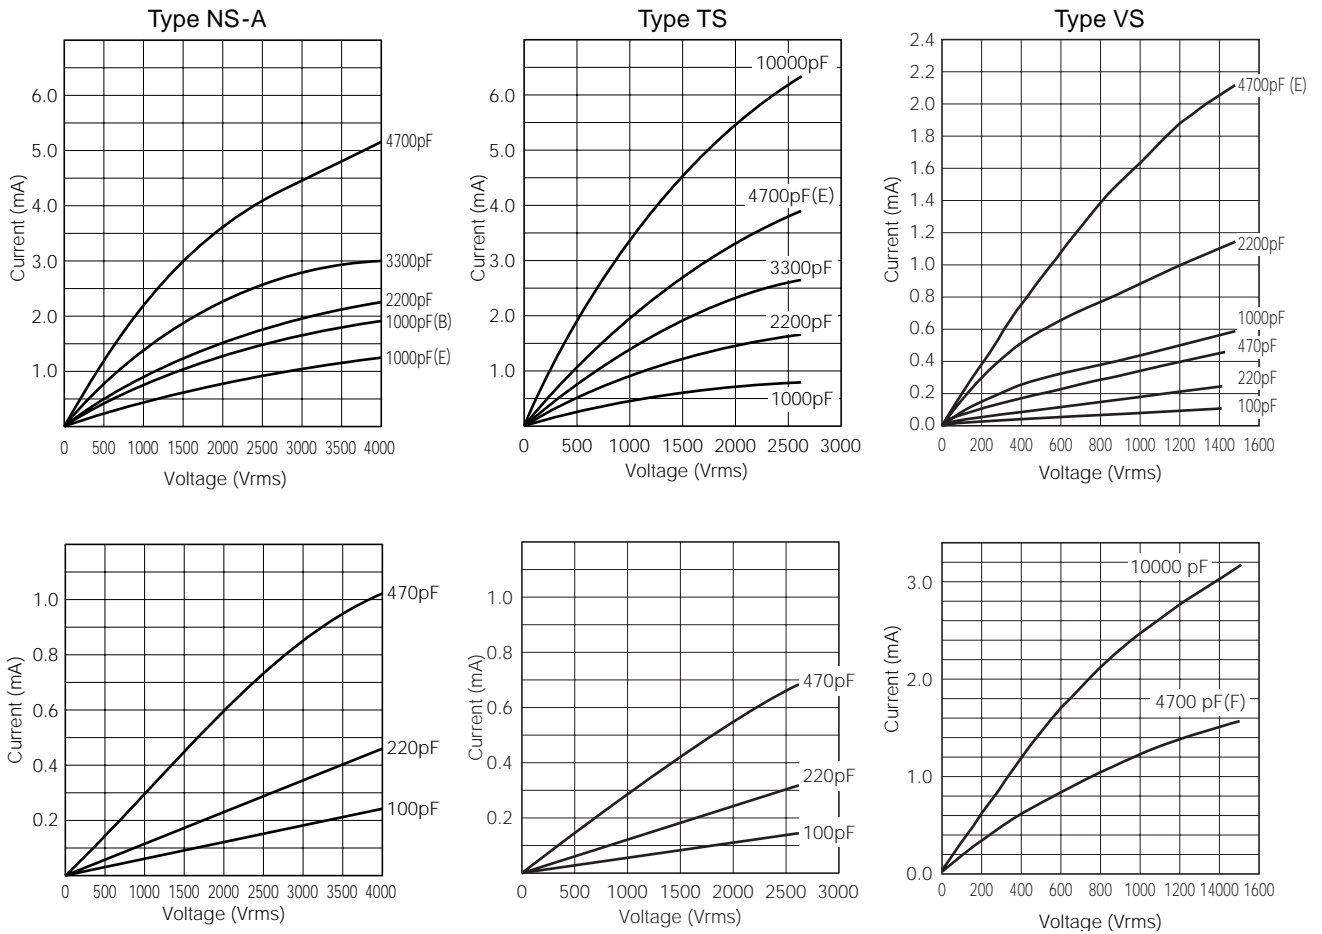 Type NS-A
Type TS
Type VS
Current (mA)
6.0
5.0
4.0
3.0
2.0
1.0
4700pF
3300pF
2200pF
1000pF(B)
1000pF(E)
0 500 1000 1500 2000 2500 3000 3500 4000
Voltage (Vrms)
Current (mA)
6.0
5.0
4.0
3.0
2.0
1.0
10000pF
4700pF(E)
3300pF
2200pF
1000pF
0 500 1000 1500 2000 2500 3000
Voltage (Vrms)
Current (mA)
2.4
2.2
2.0
1.8
1.6
1.4
1.2
1.0
0.8
0.6
0.4
0.2
0.0
4700pF (E)
2200pF
1000pF
470pF
220pF
100pF
0 200 400 600 800 1000 1200 1400 1600
Voltage (Vrms)
Current (mA)
1.0
0.8
0.6
0.4
0.2
470pF
220pF
100pF
0 500 1000 1500 2000 2500 3000 3500 4000
Voltage (Vrms)
Current (mA)
1.0
0.8
0.6
0.4
0.2
470pF
220pF
100pF
0 500 1000 1500 2000 2500 3000
Voltage (Vrms)
Current (mA)
3.0
2.0
1.0
0.0
10000 pF
4700 pF(F)
0 200 400 600 800 1000 1200 14000 1600
Voltage (Vrms)